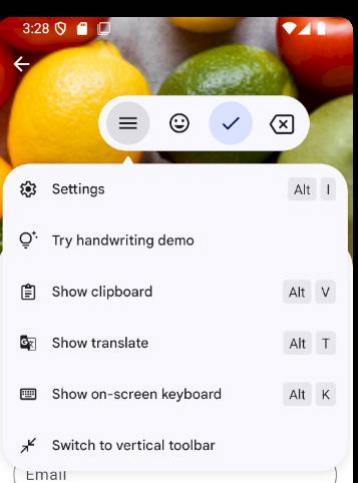 3:28
Settings Alt I
Try handwriting demo
Show clipboard Alt V
Show translate Alt T
Show on-screen keyboard Alt K
Switch to vertical toolbar
Email